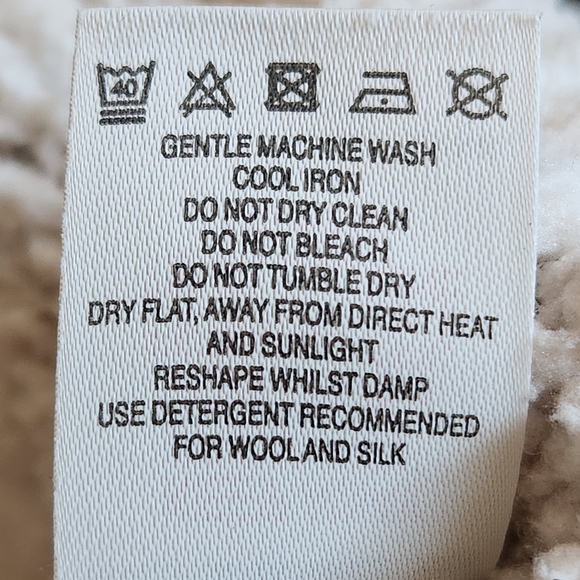 40
GENTLE MACHINE WASH
COOL IRON
DO NOT DRY CLEAN
DO NOT BLEACH
DO NOT TUMBLE DRY
DRY FLAT, AWAY FROM DIRECT HEAT
AND SUNLIGHT
RESHAPE WHILST DAMP
USE DETERGENT RECOMMENDED
FOR WOOL AND SILK